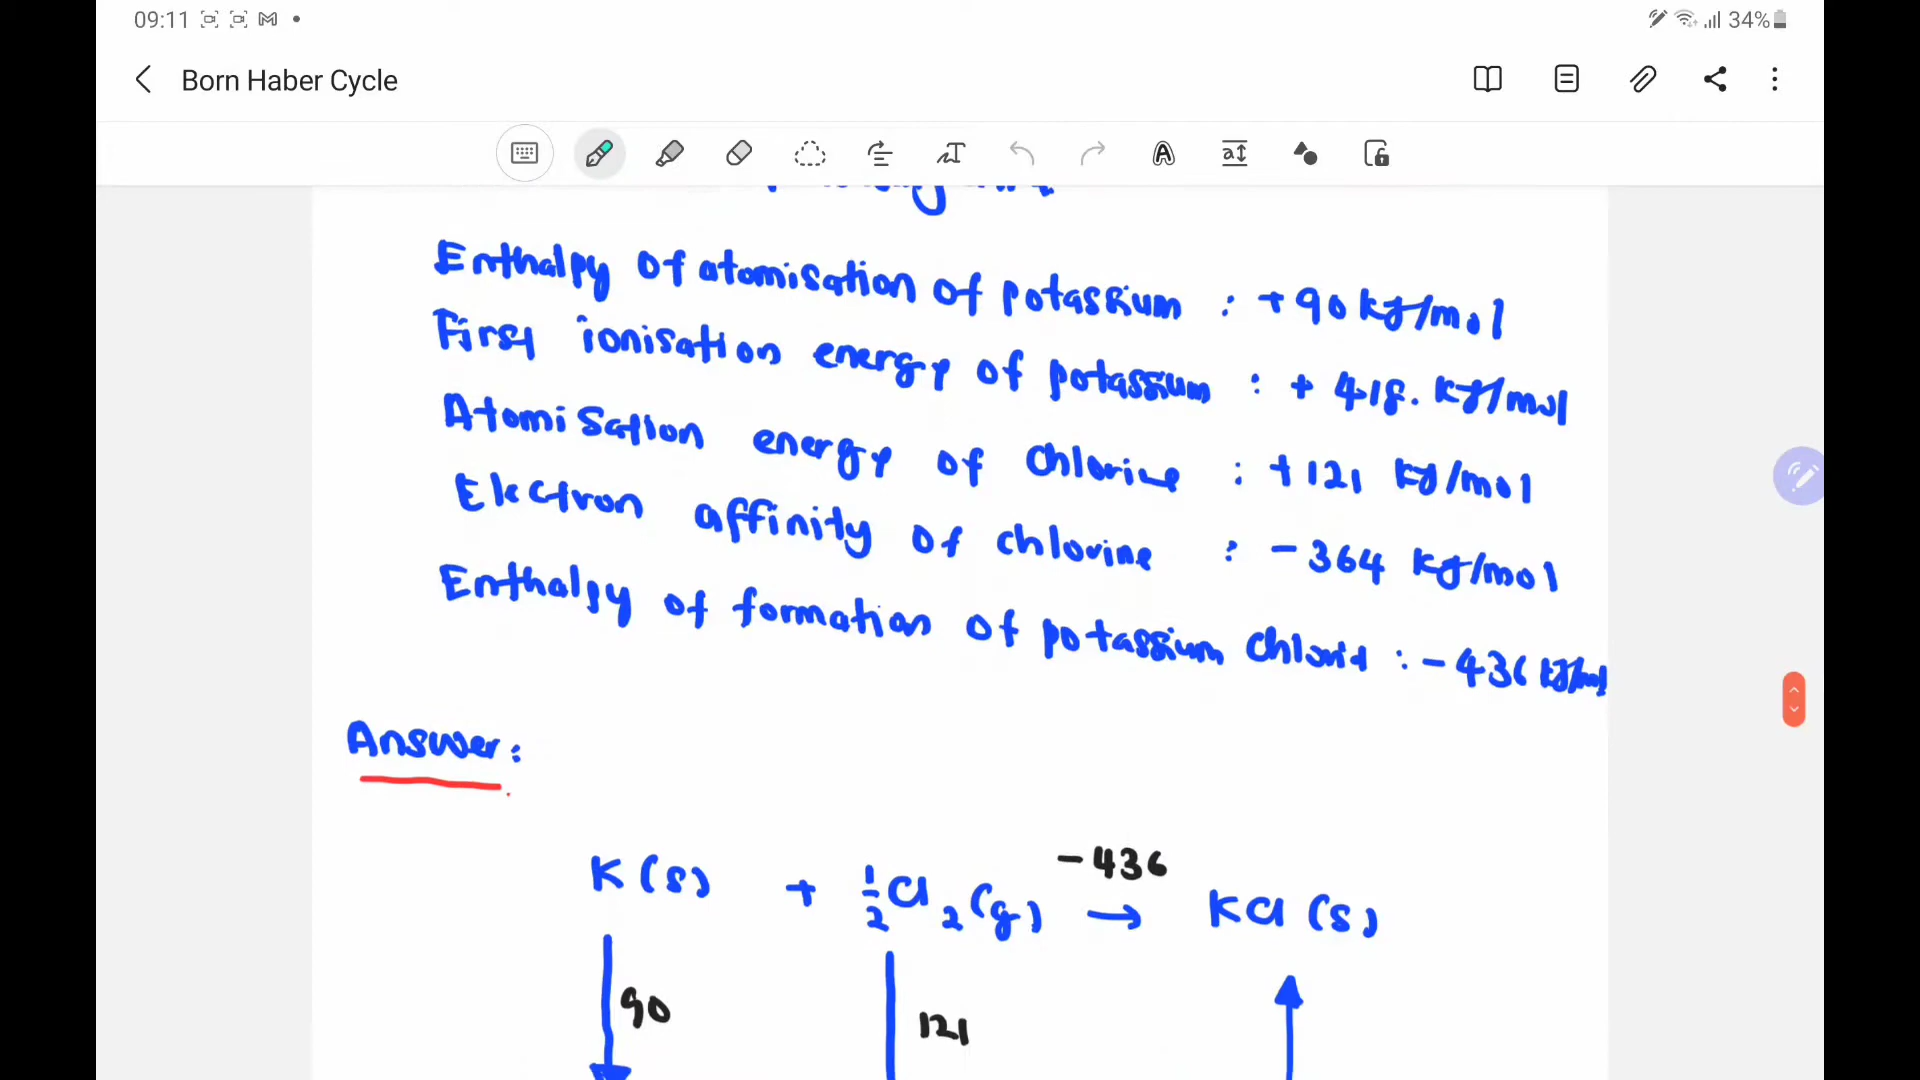 09:11
34%
Born Haber Cycle
Enthalpy of atomisation of potassium : +90 kJ/mol
First ionisation energy of potassium : + 418. kJ/mol
Atomisation energy of chlorine : +121 kJ/mol
Electron affinity of chlorine : -364 kJ/mol
Enthalpy of formation of potassium chlorid : -436 kJ/mol
Answer:
-436
K(s) + ½Cl₂(g) → KCl(s)
90
121